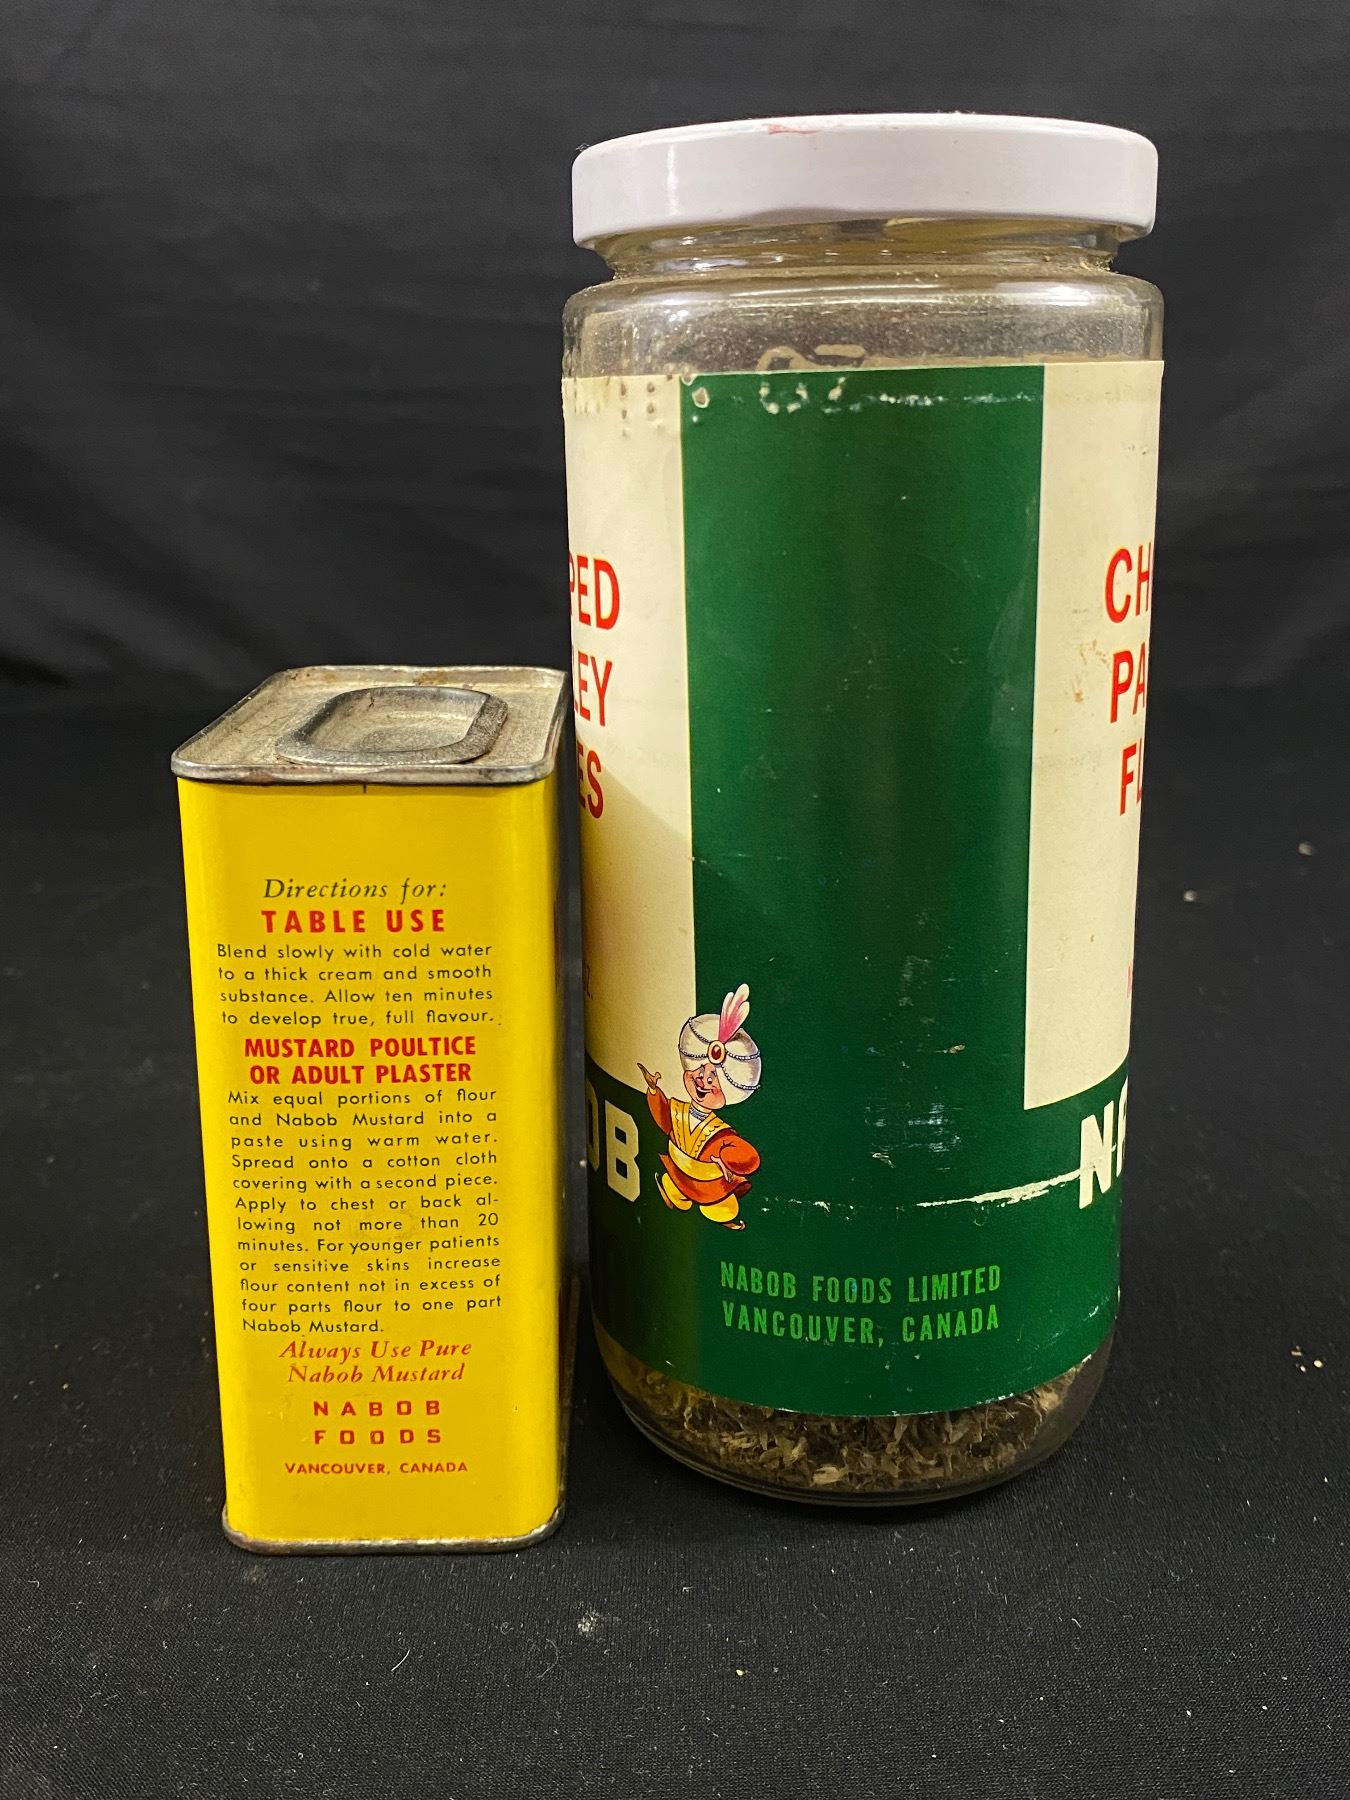 Directions for:
TABLE USE
Blend slowly with cold water
to a thick cream and smooth
substance. Allow ten minutes
to develop true, full flavour.
MUSTARD POULTICE
OR ADULT PLASTER
Mix equal portions of flour
and Nabob Mustard into a
paste using warm water.
Spread onto a cotton cloth
covering with a second piece.
Apply to chest or back al-
lowing not more than 20
minutes. For younger patients
or sensitive skins increase
flour content not in excess of
four parts flour to one part
Nabob Mustard.
Always Use Pure
Nabob Mustard
NABOB
FOODS
VANCOUVER, CANADA
PED
LEY
ES
Z.
OB
CH
PA
FL
NA
NABOB FOODS LIMITED
VANCOUVER, CANADA